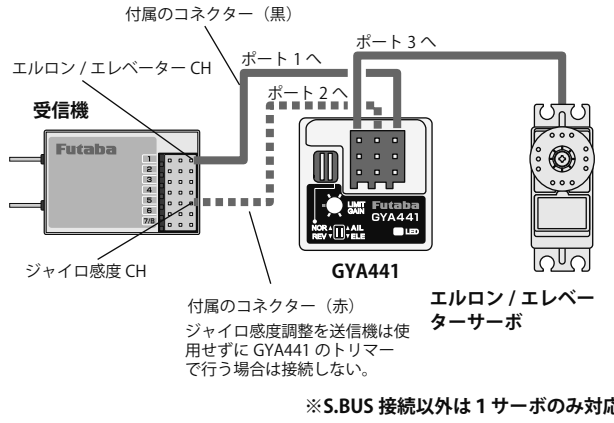 付属のコネクター（黒）
ポート 3 へ
エルロン / エレベーター CH
ポート 1 へ
ポート 2 へ
受信機
Futaba
1
2
3
4
5
6
7/8
LIMIT
GAIN
Futaba
GYA441
NOR
REV
AIL
ELE
LED
ジャイロ感度 CH
GYA441
付属のコネクター（赤）
ジャイロ感度調整を送信機は使
用せずに GYA441 のトリマー
で行う場合は接続しない。
エルロン / エレベー
ターサーボ
※S.BUS 接続以外は 1 サーボのみ対応